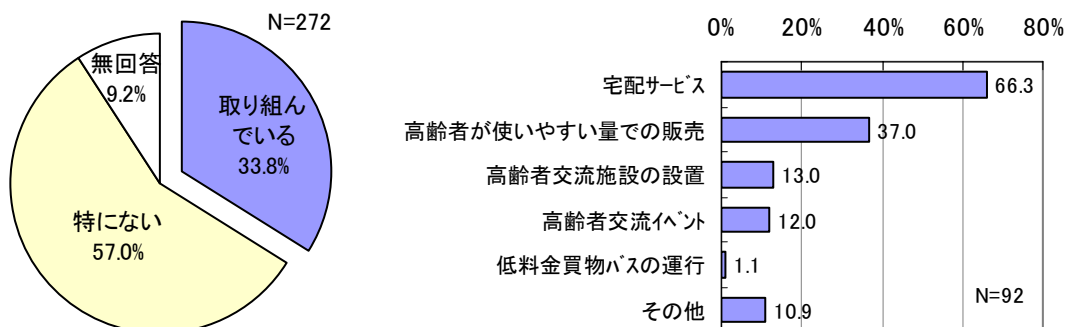 N=272
無回答
9.2%
取り組ん
でいる
33.8%
特にない
57.0%
0%
20%
40%
60%
80%
宅配サービス
66.3
高齢者が使いやすい量での販売
37.0
高齢者交流施設の設置
13.0
高齢者交流イベント
12.0
低料金買物バスの運行
1.1
その他
10.9
N=92